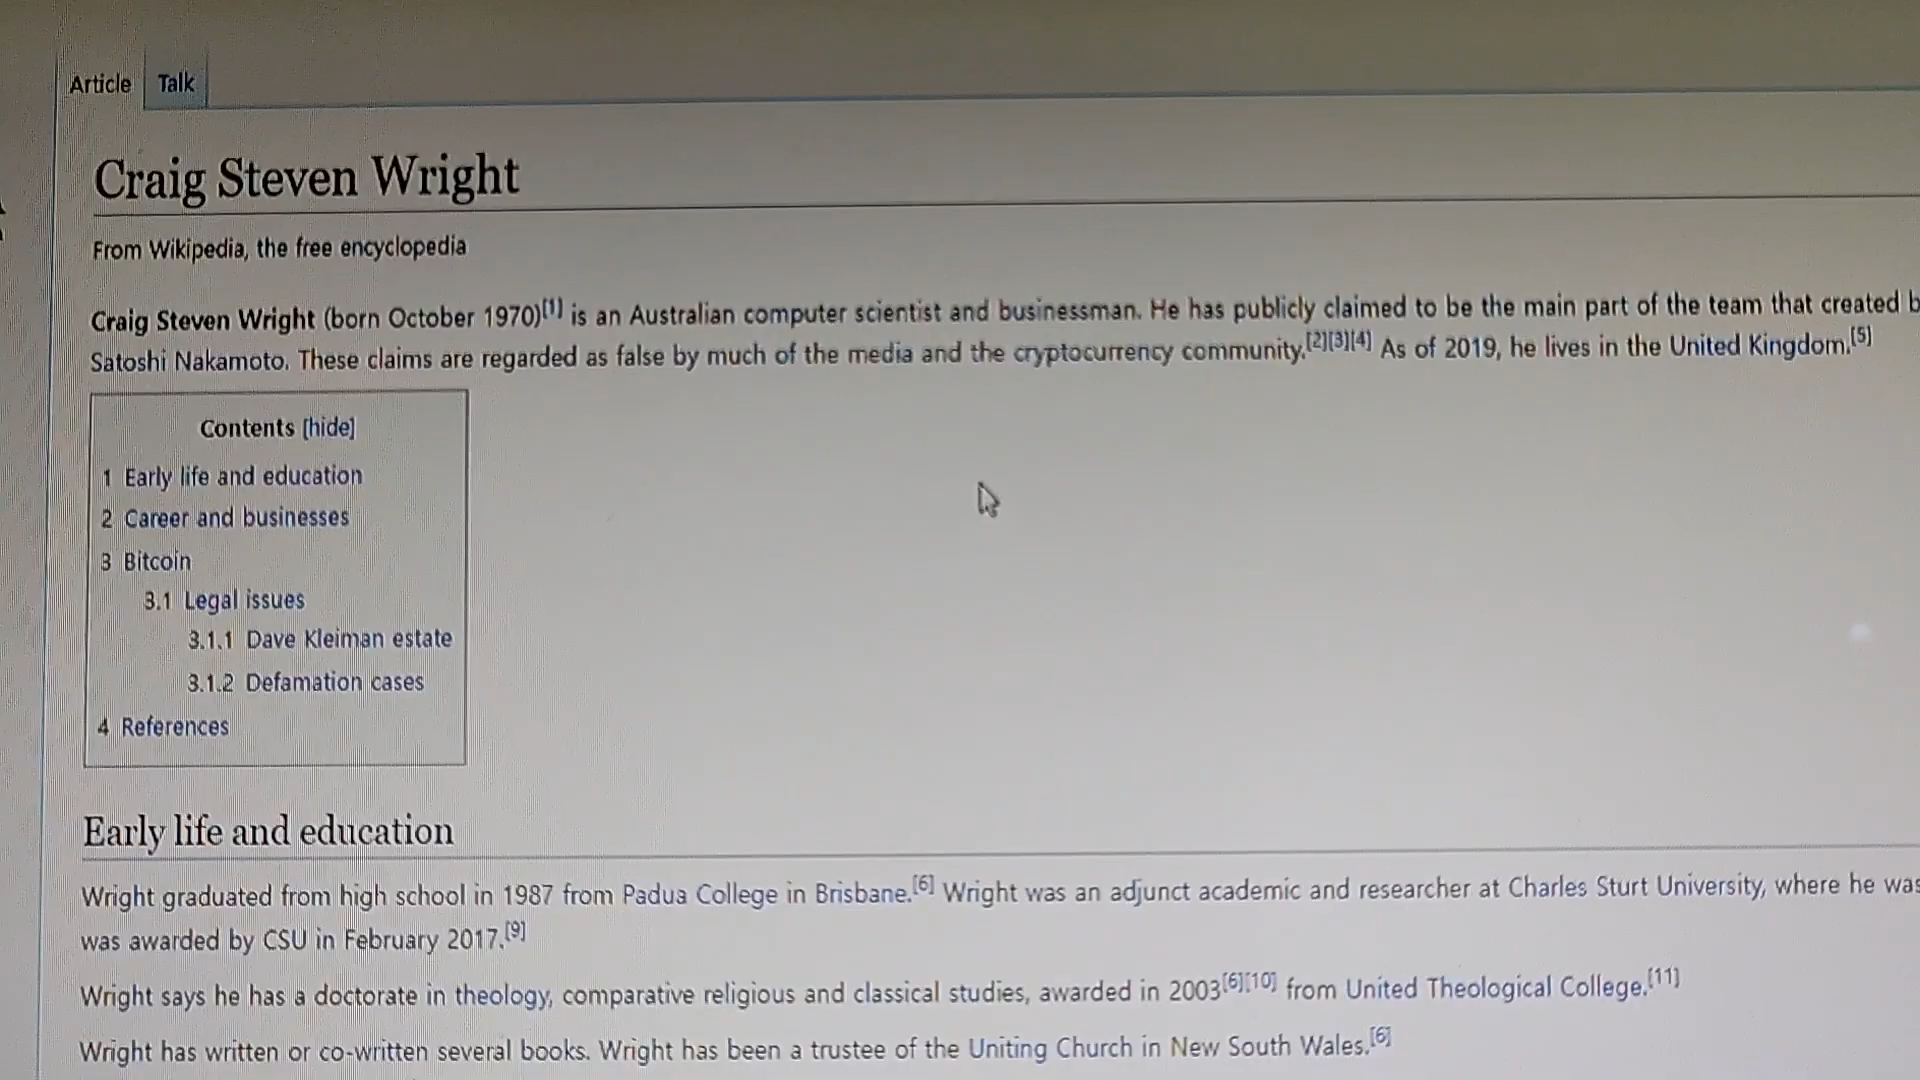 Article Talk
Craig Steven Wright
From Wikipedia, the free encyclopedia
Craig Steven Wright (born October 1970)[1] is an Australian computer scientist and businessman. He has publicly claimed to be the main part of the team that created
Satoshi Nakamoto. These claims are regarded as false by much of the media and the cryptocurrency community.[2][3][4] As of 2019, he lives in the United Kingdom.[5]
Contents [hide]
1 Early life and education
2 Career and businesses
3 Bitcoin
3.1 Legal issues
3.1.1 Dave Kleiman estate
3.1.2 Defamation cases
4 References
Early life and education
Wright graduated from high school in 1987 from Padua College in Brisbane.[6] Wright was an adjunct academic and researcher at Charles Sturt University, where he was
was awarded by CSU in February 2017.[9]
Wright says he has a doctorate in theology, comparative religious and classical studies, awarded in 2003[6][10] from United Theological College.[11]
Wright has written or co-written several books. Wright has been a trustee of the Uniting Church in New South Wales.[6]